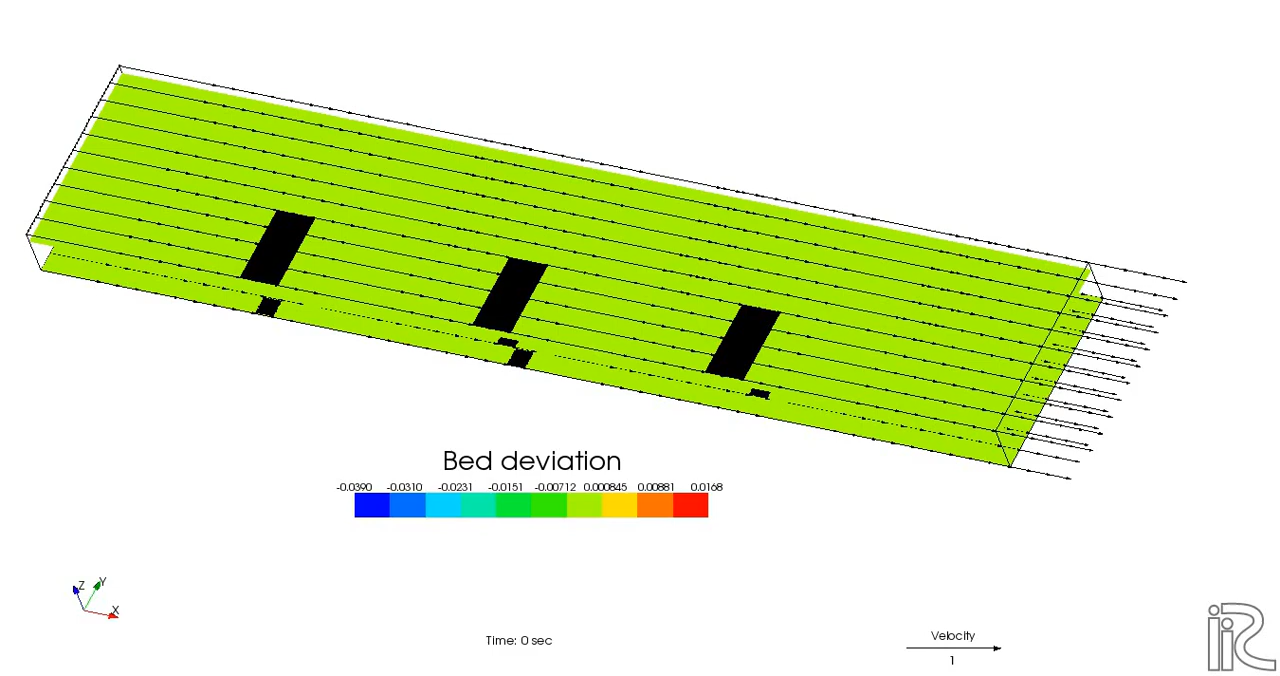 Bed deviation
-0.0390 -0.0310 -0.0231 -0.0151 -0.00712 0.000845 0.00881 0.0168
Z Y
X
Time: 0 sec
Velocity
1
iRiC